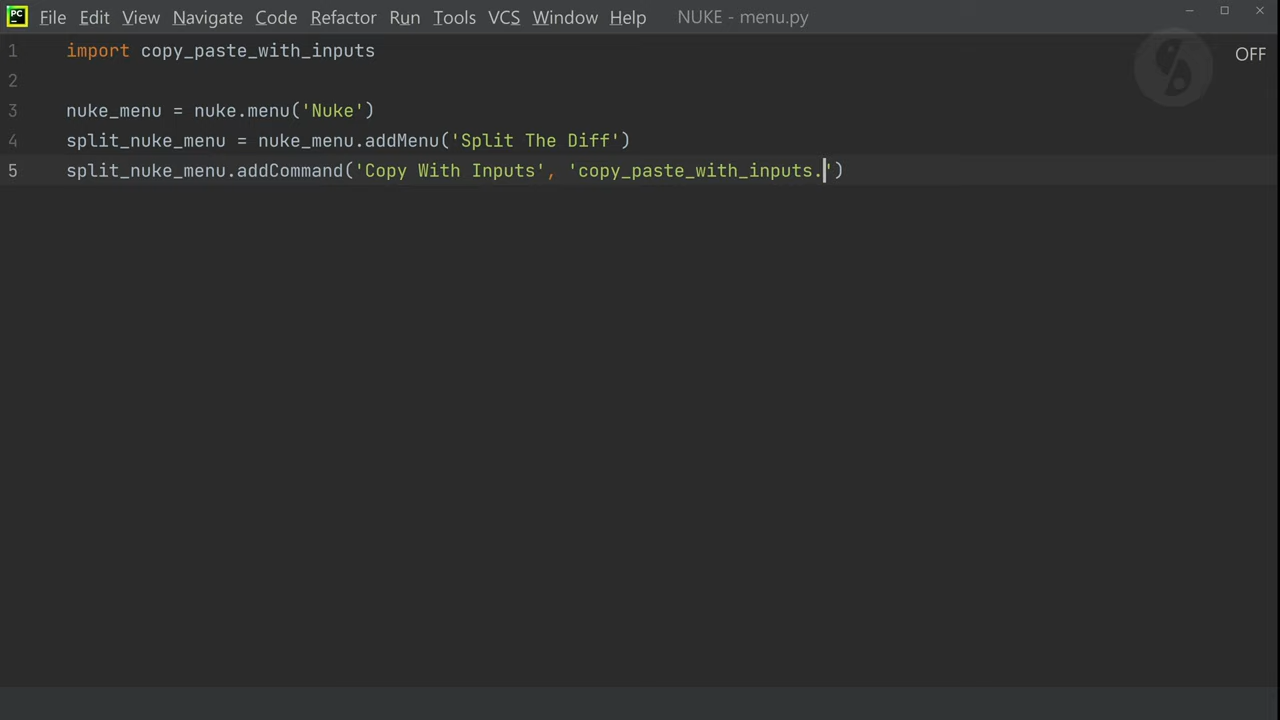 PC File Edit View Navigate Code Refactor Run Tools VCS Window Help NUKE - menu.py
OFF
1 import copy_paste_with_inputs
2
3 nuke_menu = nuke.menu('Nuke')
4 split_nuke_menu = nuke_menu.addMenu('Split The Diff')
5 split_nuke_menu.addCommand('Copy With Inputs', 'copy_paste_with_inputs.')